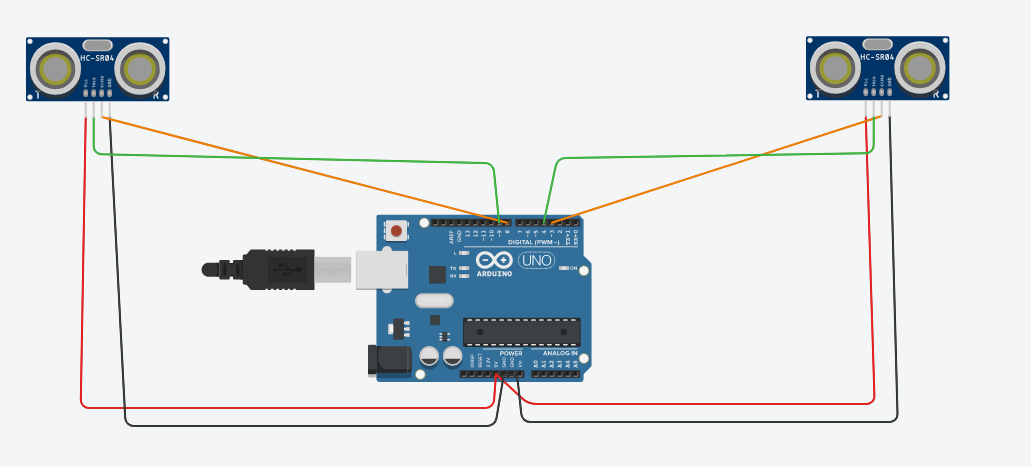 HC-SR04
T R
Vcc
Trig
Echo
GND
HC-SR04
T R
Vcc
Trig
Echo
GND
AREF
GND
13
12
~11
~10
~9
8
7
~6
~5
4
~3
2
TX→1
RX←0
DIGITAL (PWM~)
L
TX
RX
UNO
ARDUINO
ON
POWER
ANALOG IN
IOREF
RESET
3.3V
5V
GND
GND
Vin
A0
A1
A2
A3
A4
A5